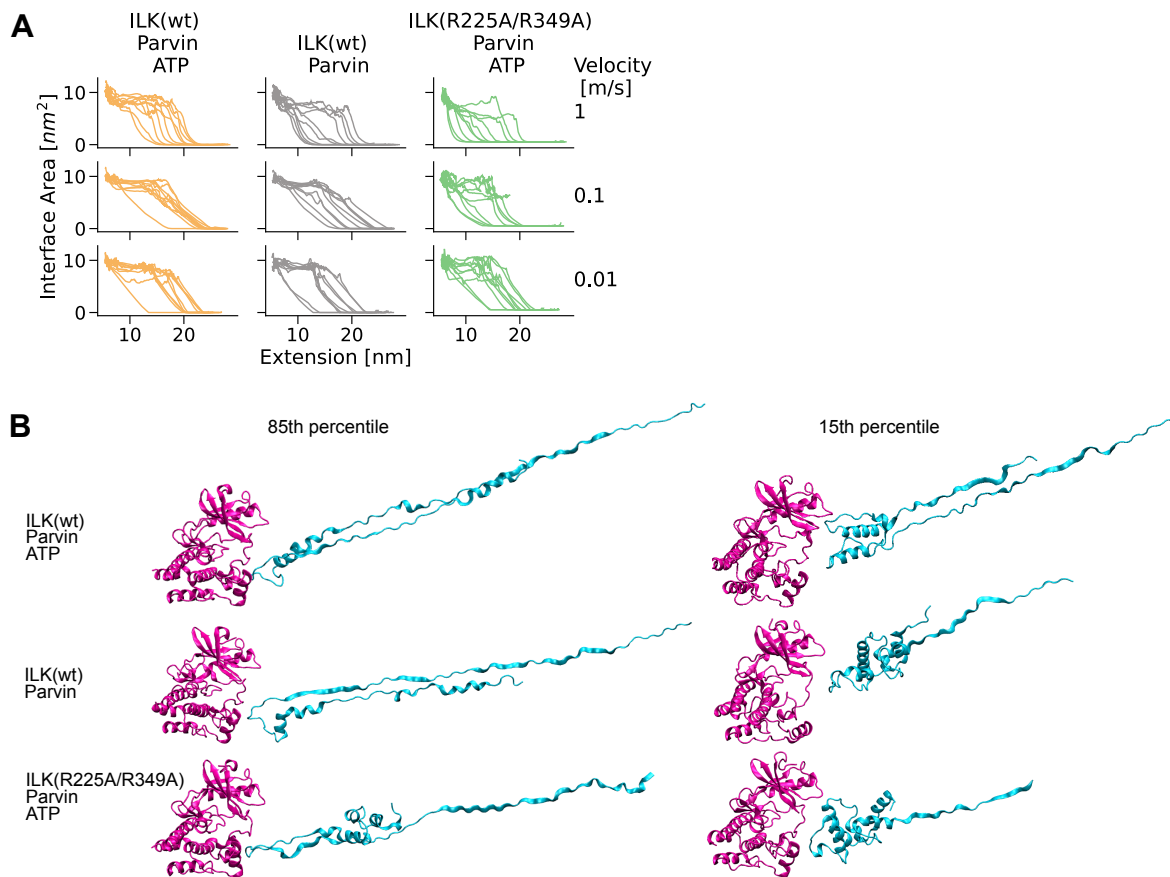 A
ILK(wt)
Parvin
ATP
ILK(wt)
Parvin
ILK(R225A/R349A)
Parvin
ATP
Velocity
[m/s]
Interface Area [nm²]
10
0
1
10
0
0.1
10
0
0.01
10 20 10 20 10 20
Extension [nm]
B
85th percentile
15th percentile
ILK(wt)
Parvin
ATP
ILK(wt)
Parvin
ILK(R225A/R349A)
Parvin
ATP